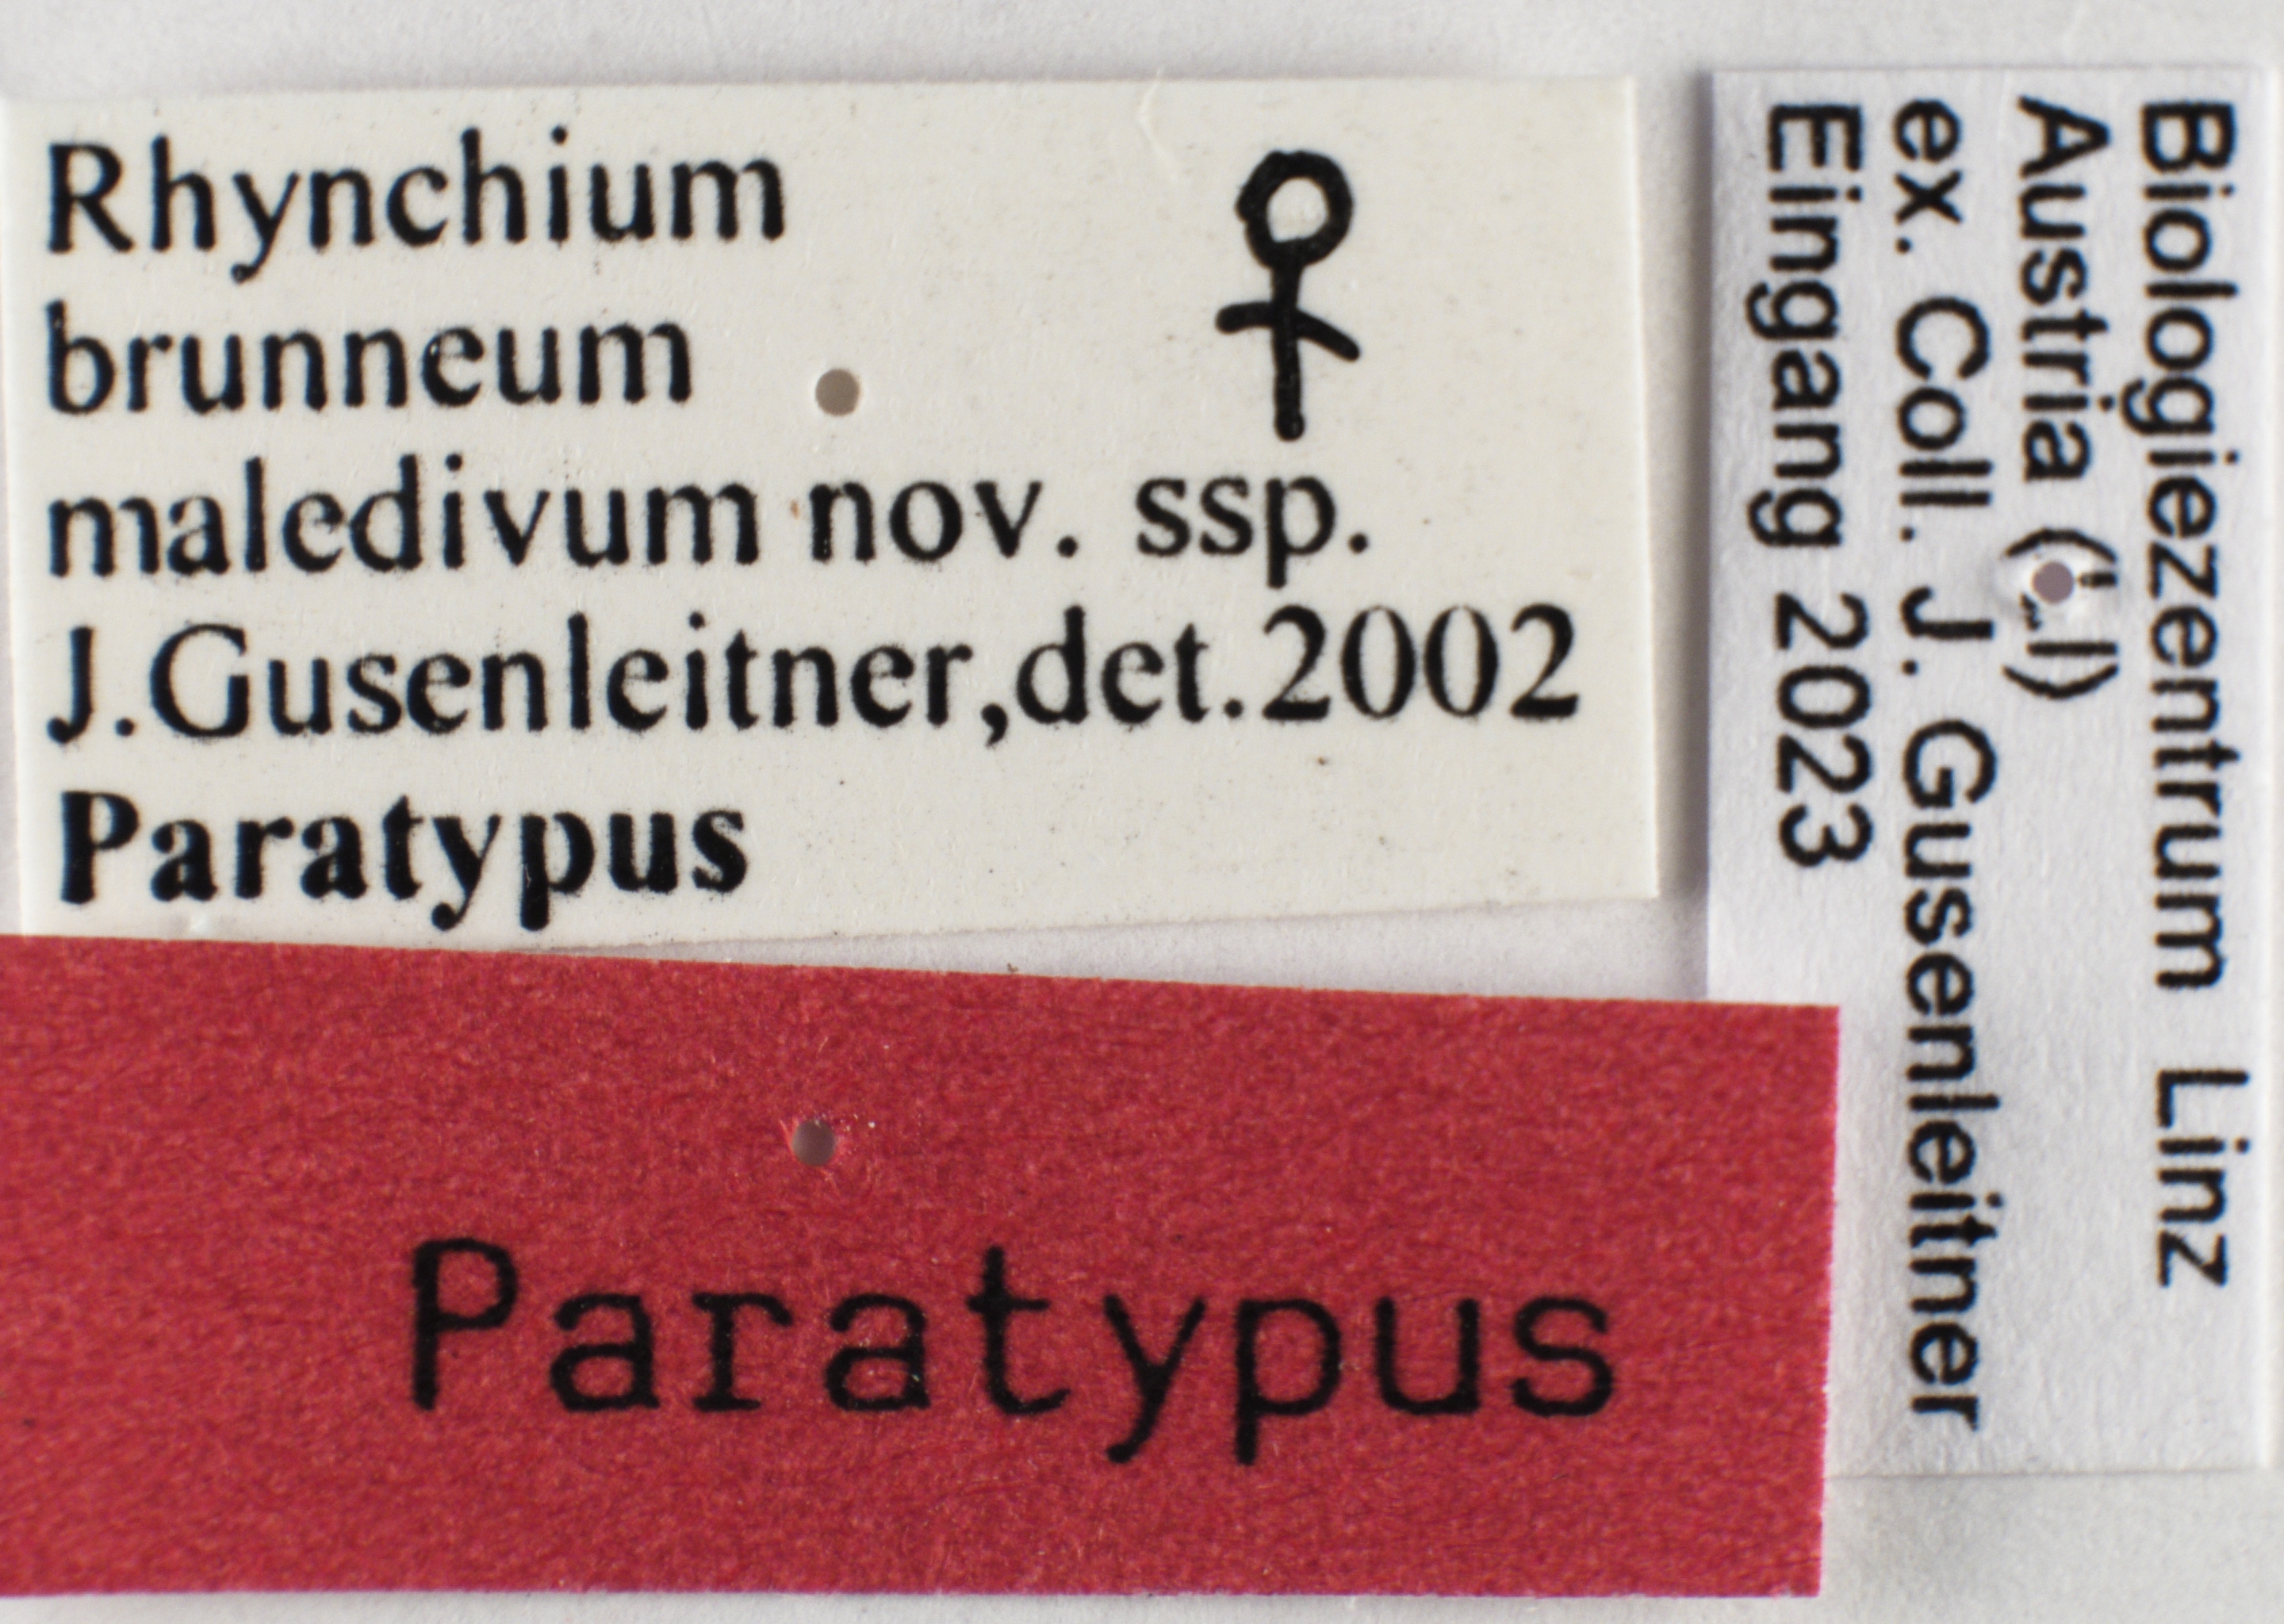 Rhynchium ♀
brunneum
maledivum nov. ssp.
J.Gusenleitner,det.2002
Paratypus
Paratypus
Biologiezentrum Linz
Austria
ex. Coll. J. Gusenleitner
Eingang 2023